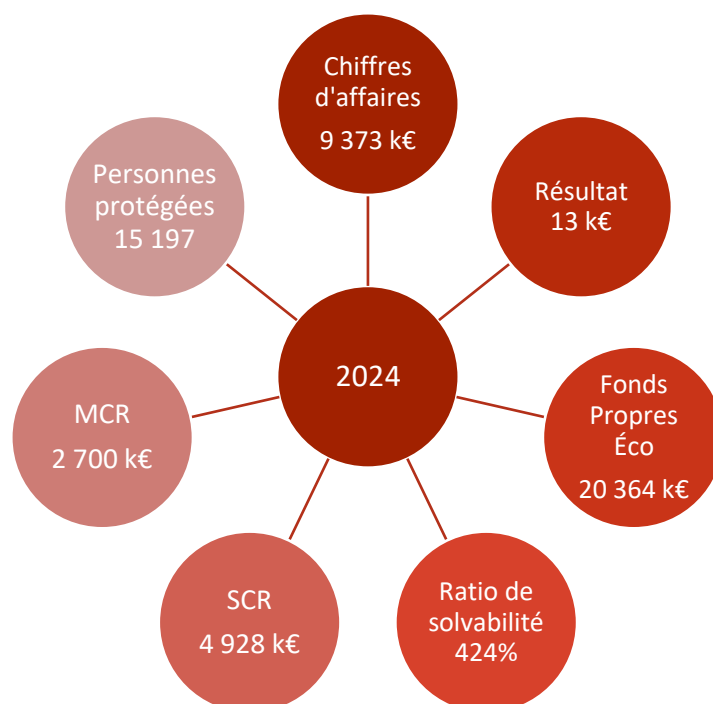 Chiffres
d'affaires
9 373 k€
Résultat
13 k€
Fonds
Propres
Éco
20 364 k€
Ratio de
solvabilité
424%
SCR
4 928 k€
MCR
2 700 k€
Personnes
protégées
15 197
2024